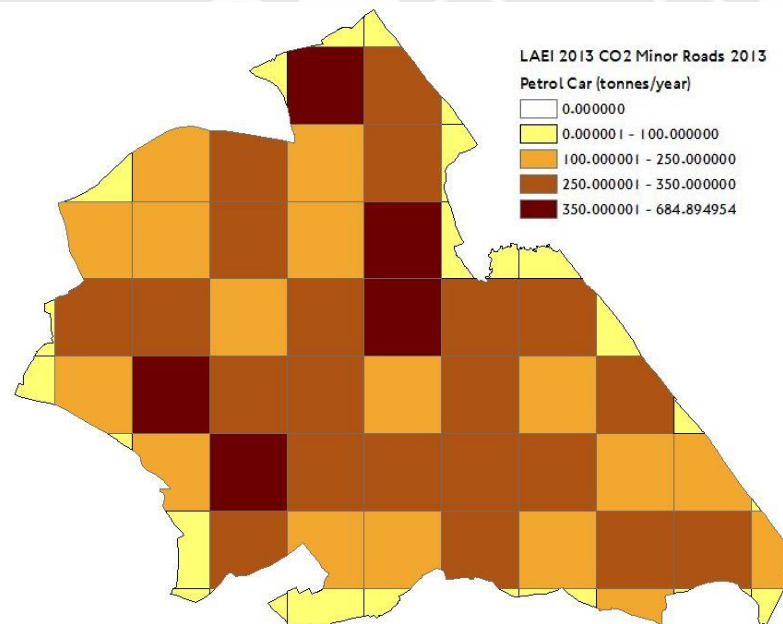 LAEI 2013 CO2 Minor Roads 2013
Petrol Car (tonnes/year)
0.000000
0.000001 - 100.000000
100.000001 - 250.000000
250.000001 - 350.000000
350.000001 - 684.894954